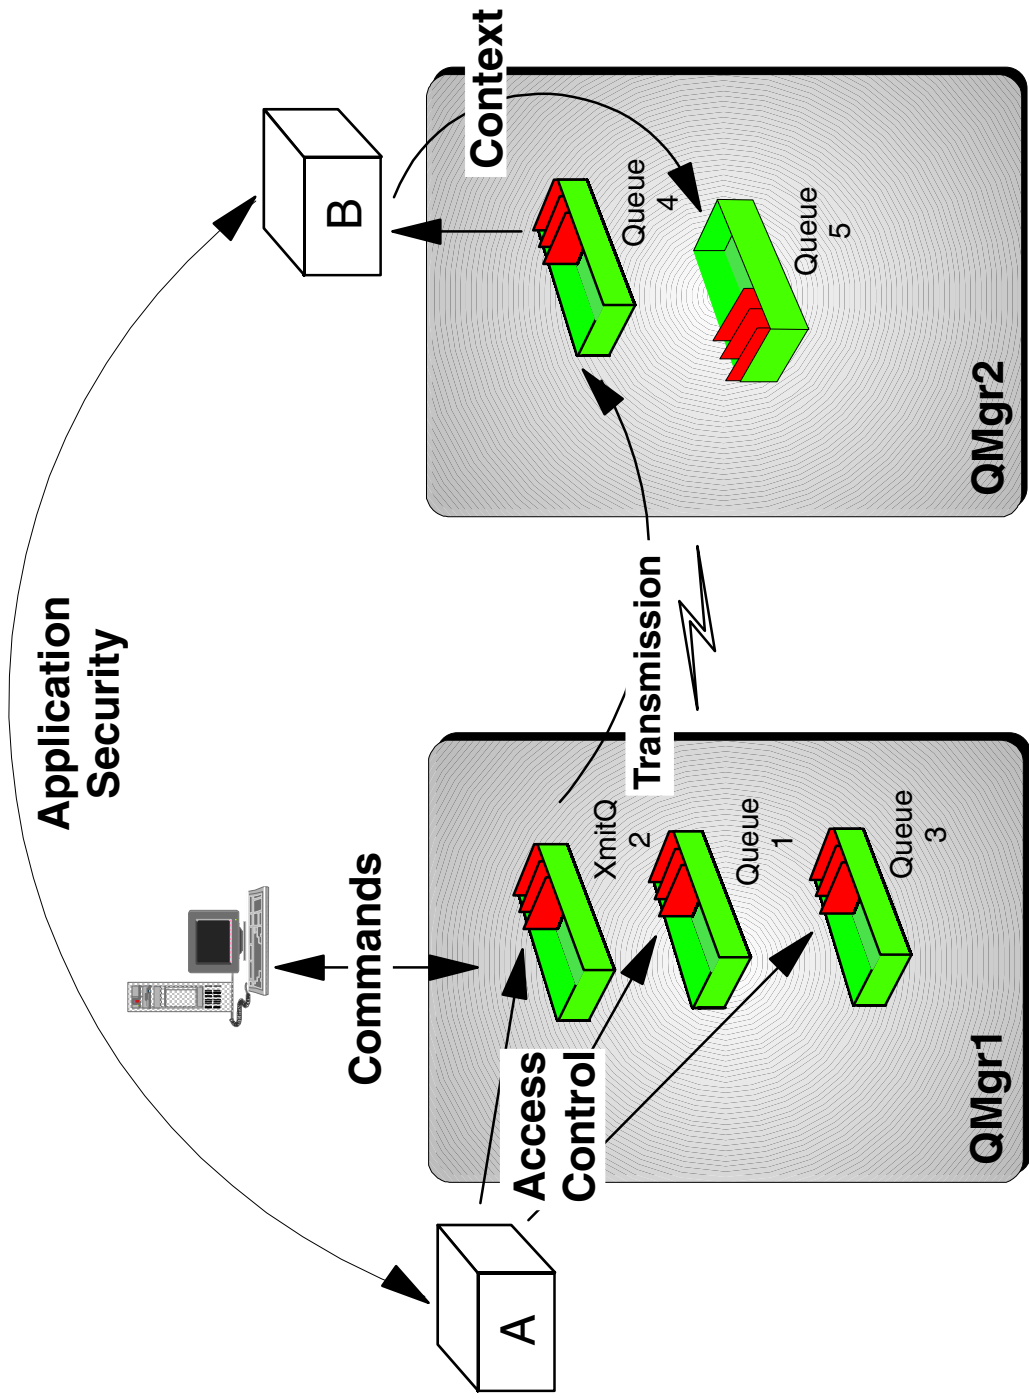 Application
Security
B
Commands
Context
A
Access
Control
XmitQ
2
Transmission
Queue
4
Queue
1
Queue
5
Queue
3
QMgr1
QMgr2